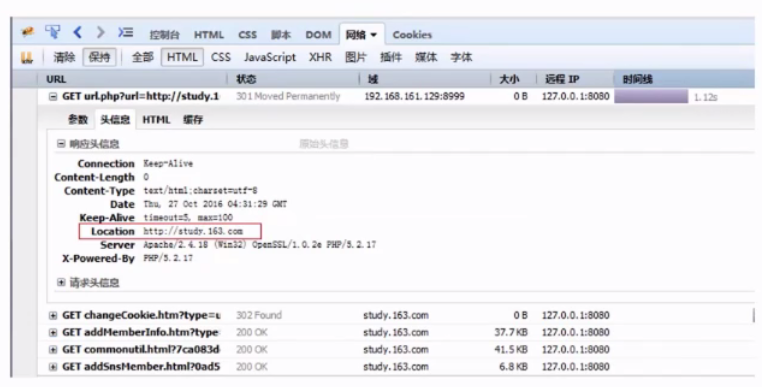 控制台 HTML CSS 脚本 DOM 网络 Cookies
清除 保持 全部 HTML CSS JavaScript XHR 图片 插件 媒体 字体
URL 状态 域 大小 远程 IP 时间线
GET url.php?url=http://study.1 301 Moved Permanently 192.168.161.129:8999 0 B 127.0.0.1:8080 1.12s
参数 头信息 HTML 缓存
响应头信息 原始头信息
Connection Keep-Alive
Content-Length 0
Content-Type text/html;charset=utf-8
Date Thu, 27 Oct 2016 04:31:29 GMT
Keep-Alive timeout=5, max=100
Location http://study.163.com
Server Apache/2.4.18 (Win32) OpenSSL/1.0.2e PHP/5.2.17
X-Powered-By PHP/5.2.17
请求头信息
GET changeCookie.htm?type=u 302 Found study.163.com 0 B 127.0.0.1:8080
GET addMemberInfo.htm?type 200 OK study.163.com 37.7 KB 127.0.0.1:8080
GET commonutil.html?7ca083d 200 OK study.163.com 41.5 KB 127.0.0.1:8080
GET addSnsMember.html?0ad5 200 OK study.163.com 6.8 KB 127.0.0.1:8080